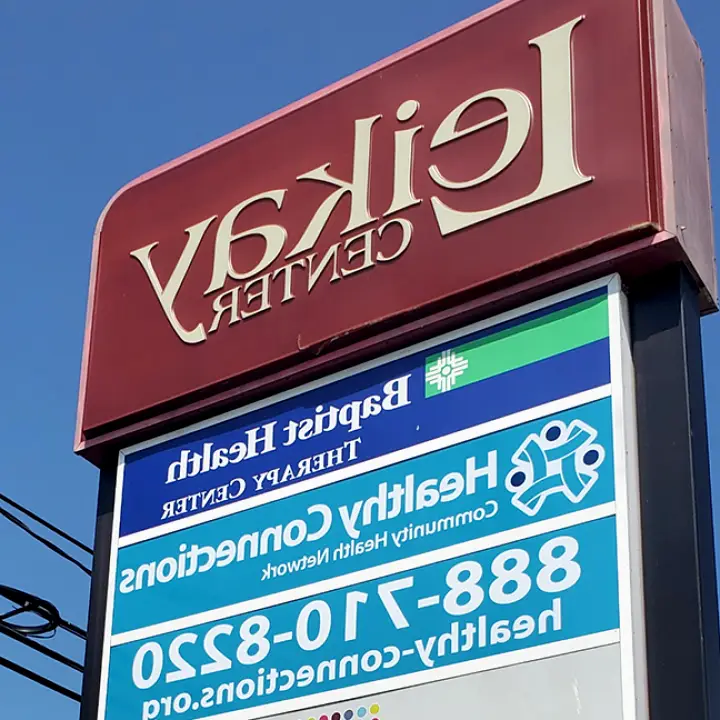 Leikay
CENTER
Baptist Health
THERAPY CENTER
Healthy Connections
Community Health Network
888-710-8220
healthy-connections.org